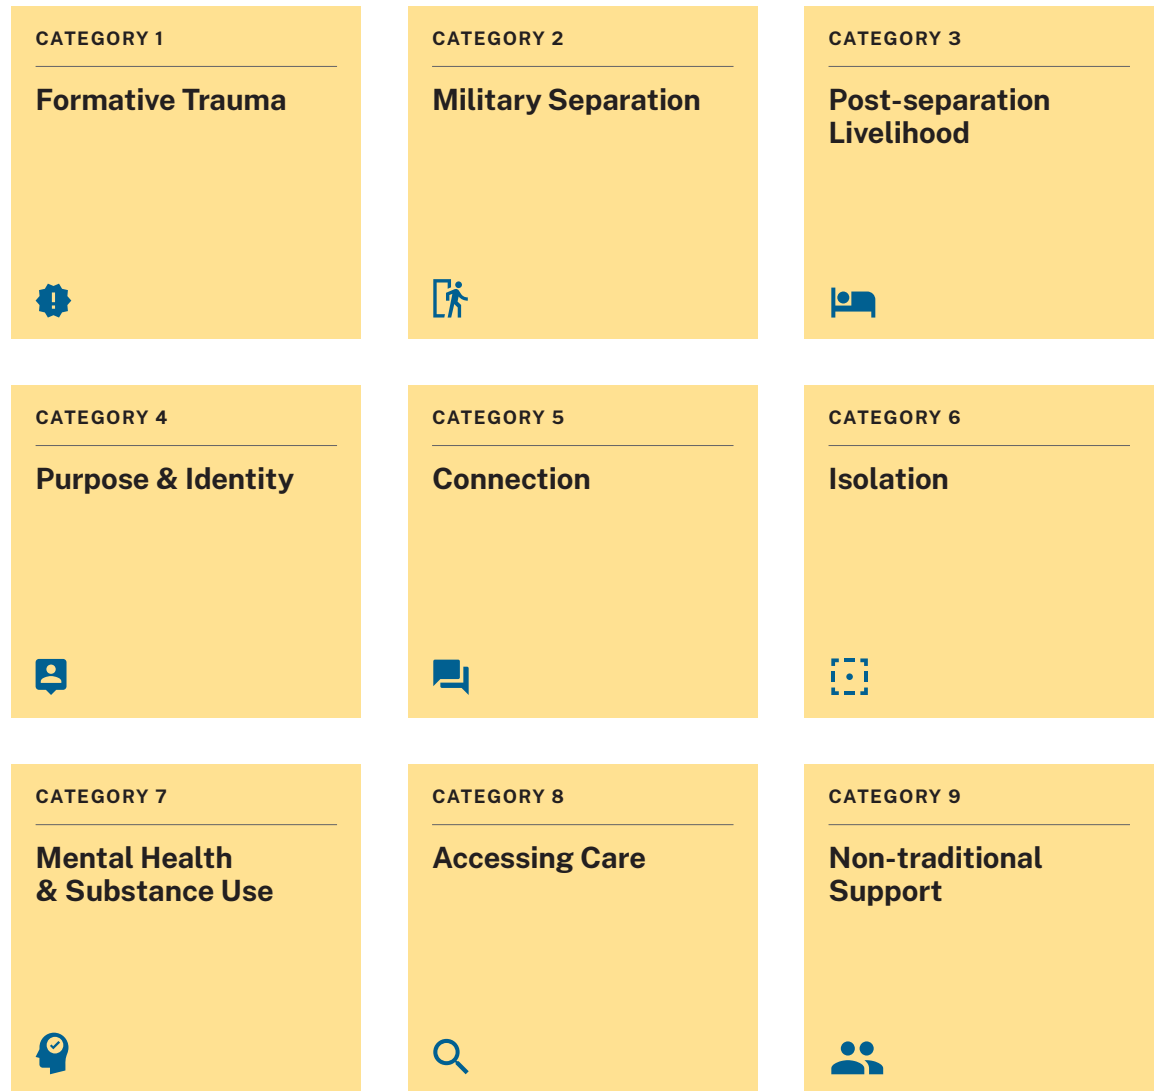 CATEGORY 1
Formative Trauma
CATEGORY 2
Military Separation
CATEGORY 3
Post-separation
Livelihood
CATEGORY 4
Purpose & Identity
CATEGORY 5
Connection
CATEGORY 6
Isolation
CATEGORY 7
Mental Health
& Substance Use
CATEGORY 8
Accessing Care
CATEGORY 9
Non-traditional
Support